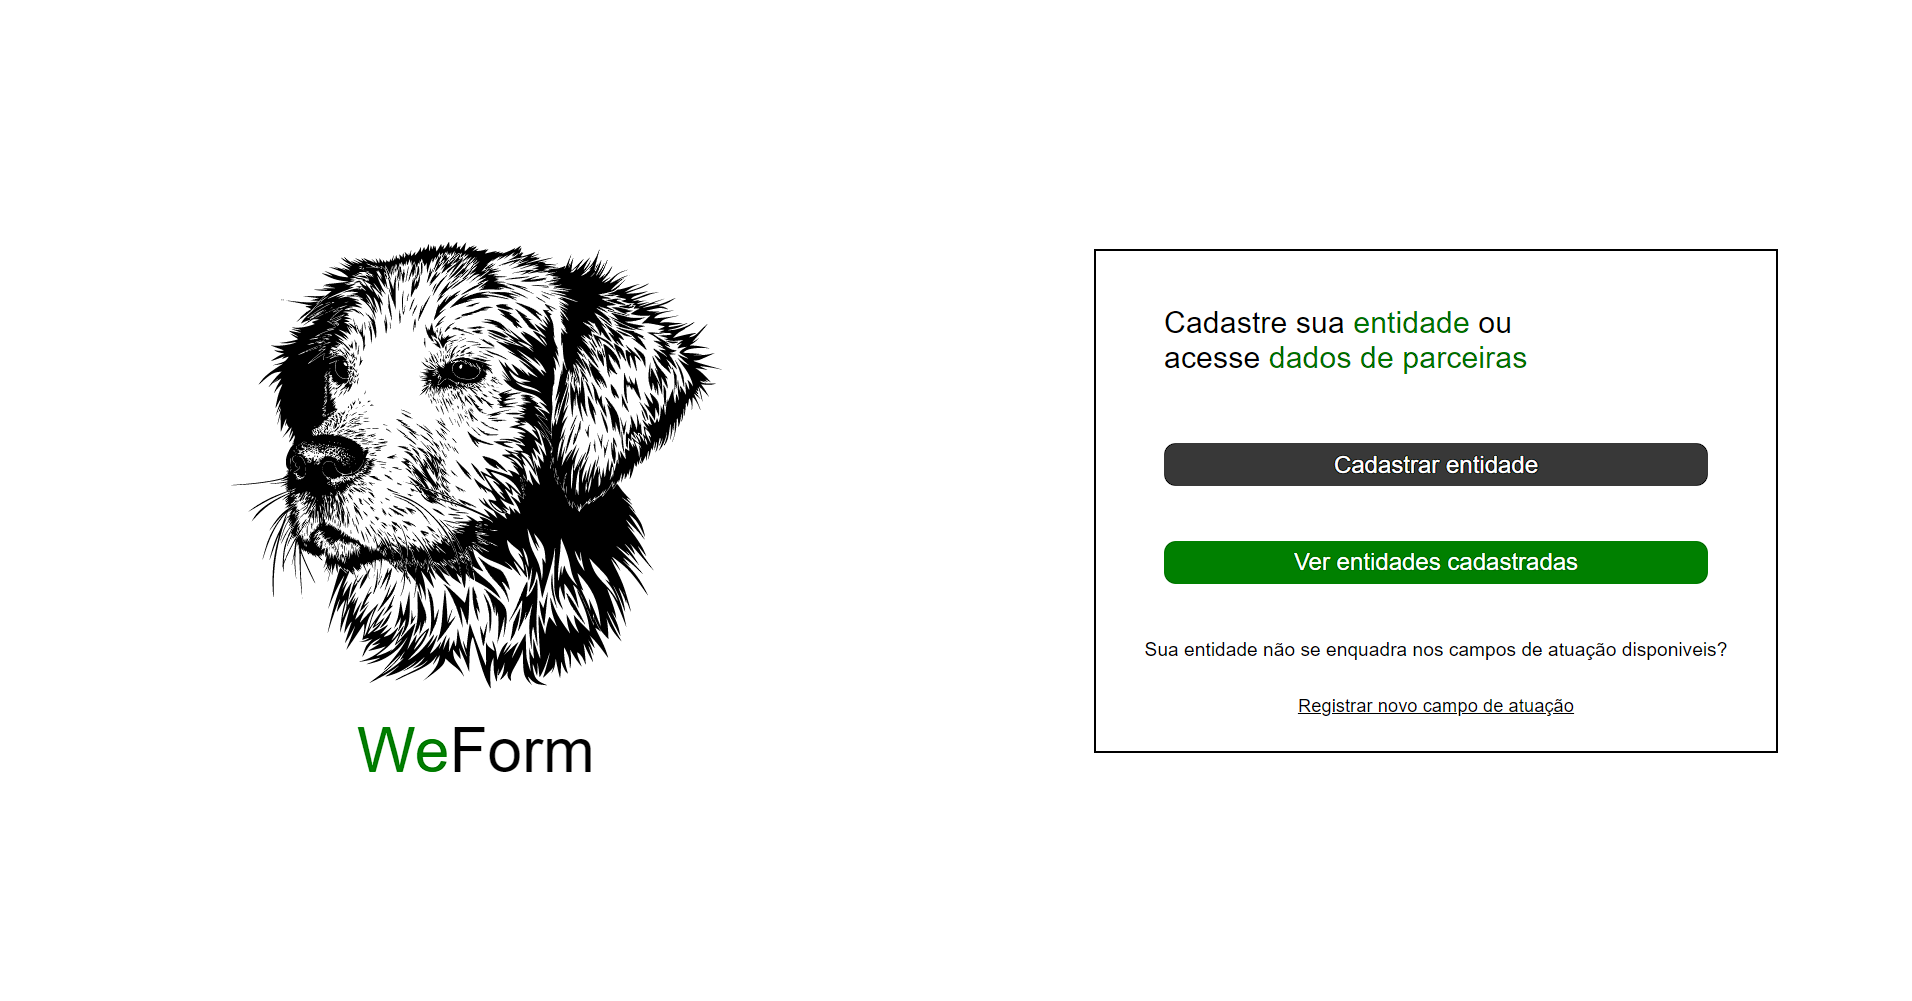 WeForm
Cadastre sua entidade ou
acesse dados de parceiras
Cadastrar entidade
Ver entidades cadastradas
Sua entidade não se enquadra nos campos de atuação disponiveis?
Registrar novo campo de atuação